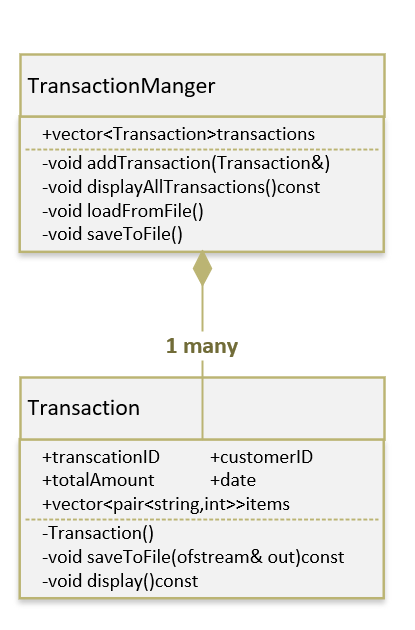 TransactionManger
+vector<Transaction>transactions
-void addTransaction(Transaction&)
-void displayAllTransactions()const
-void loadFromFile()
-void saveToFile()
1 many
Transaction
+transcationID +customerID
+totalAmount +date
+vector<pair<string,int>>items
-Transaction()
-void saveToFile(ofstream& out)const
-void display()const